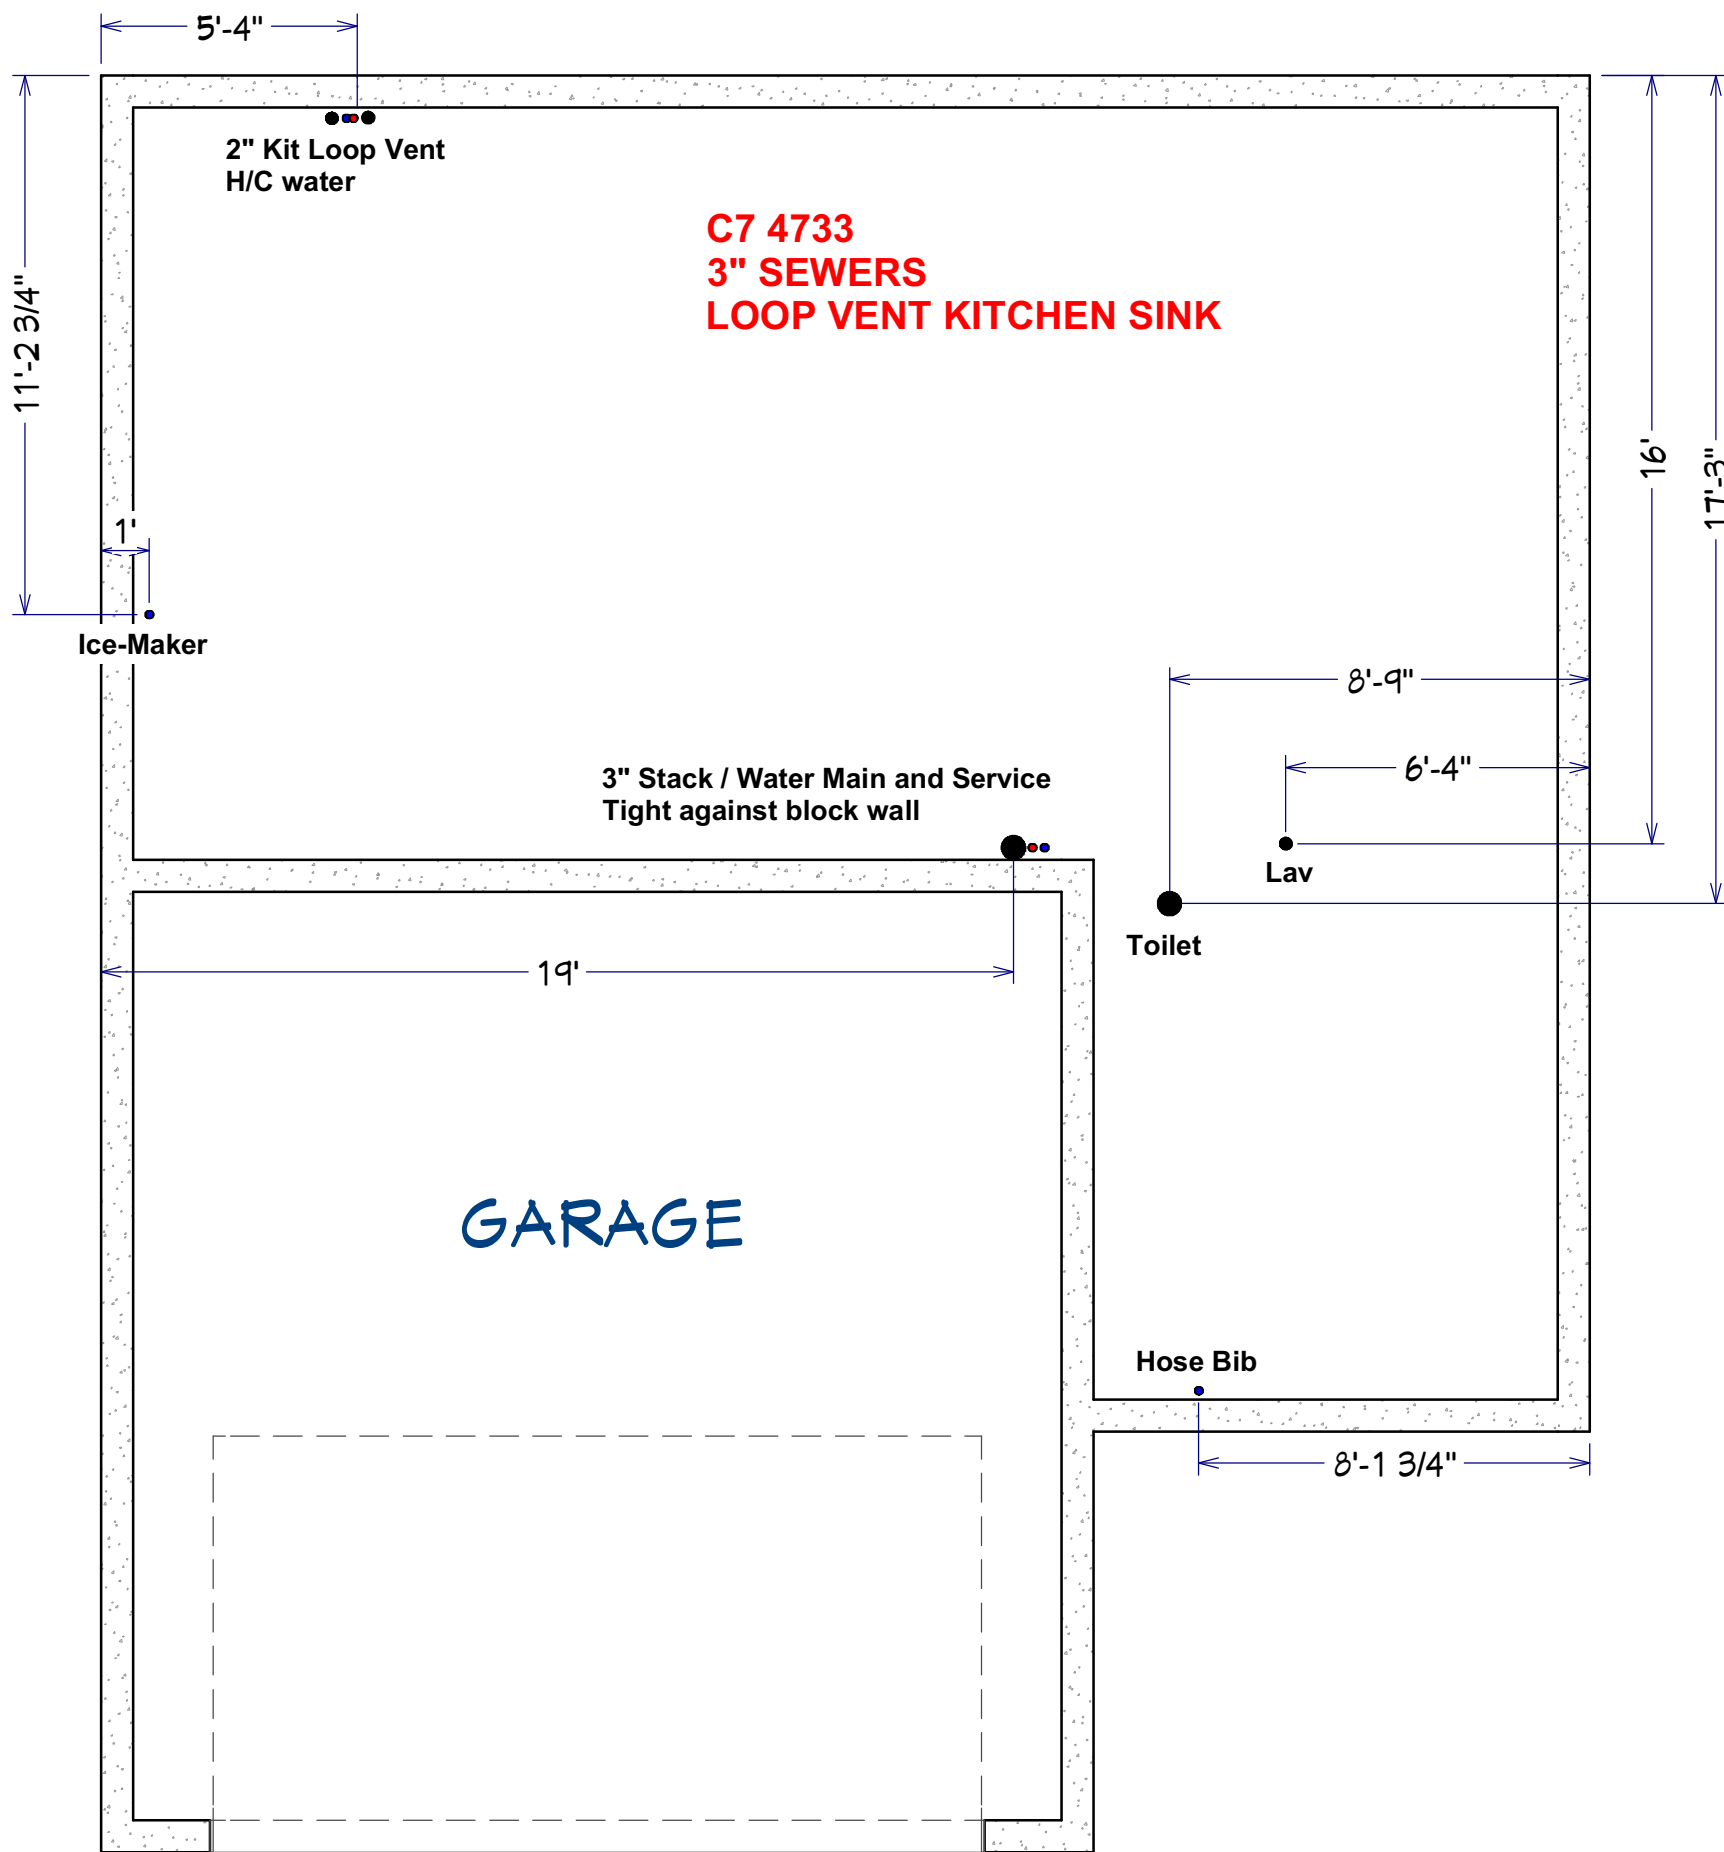 5'-4"
2" Kit Loop Vent
H/C water
C7 4733
3" SEWERS
LOOP VENT KITCHEN SINK
11'-2 3/4"
16'
17'-3"
1'
Ice-Maker
8'-9"
6'-4"
3" Stack / Water Main and Service
Tight against block wall
Lav
Toilet
19'
GARAGE
Hose Bib
8'-1 3/4"